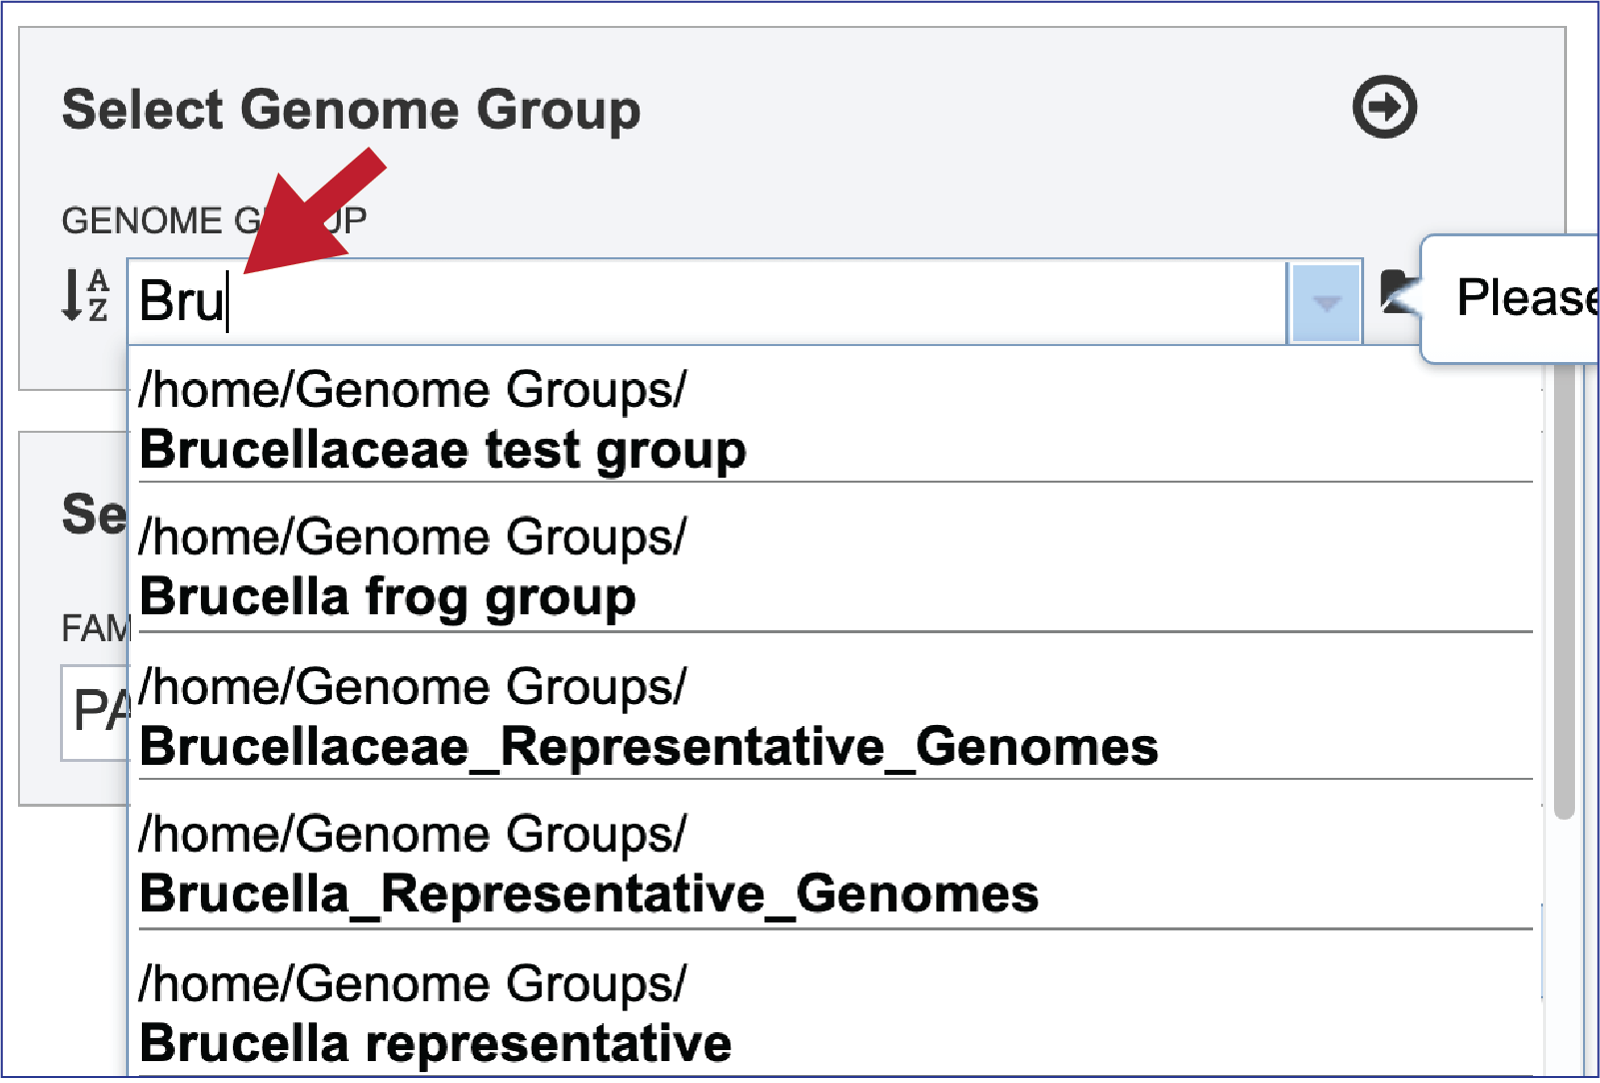 Select Genome Group
GENOME G UP
A
Z
Bru
Please
/home/Genome Groups/
Brucellaceae test group
/home/Genome Groups/
Brucella frog group
Se
/home/Genome Groups/
Brucellaceae_Representative_Genomes
FAM
PA
/home/Genome Groups/
Brucella_Representative_Genomes
/home/Genome Groups/
Brucella representative